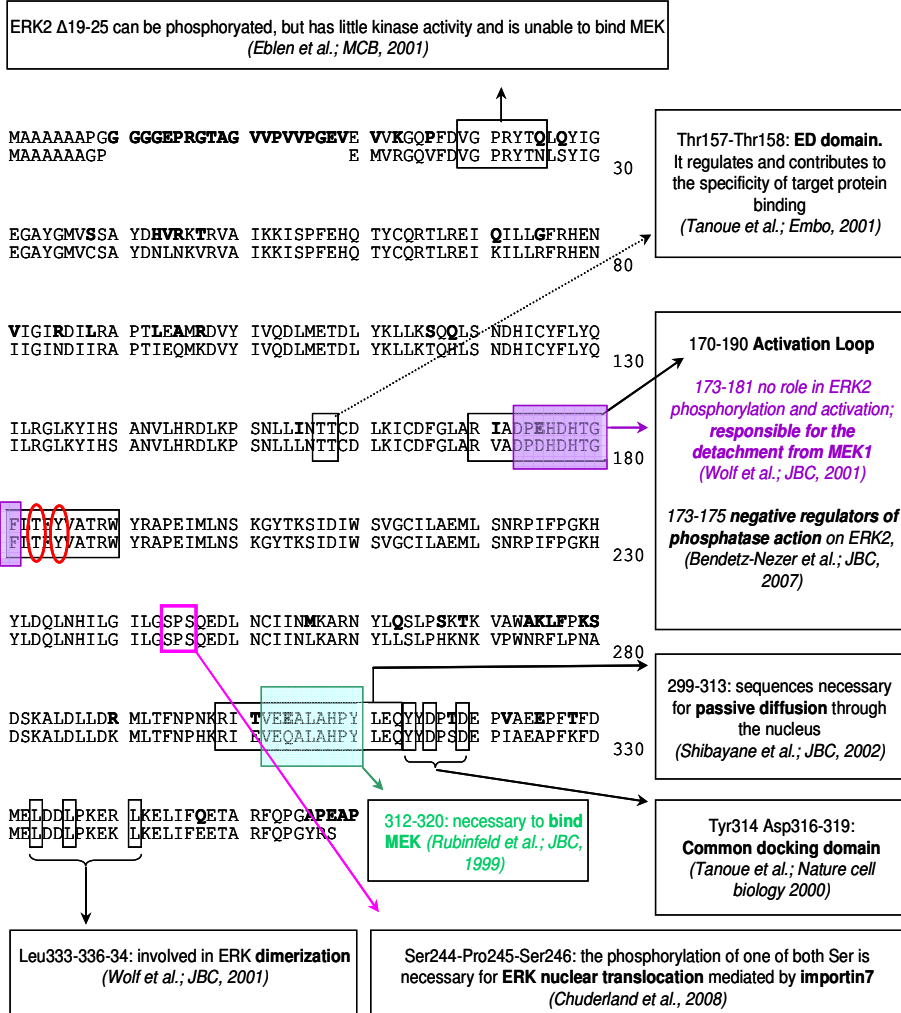 ERK2 Δ19-25 can be phosphoryated, but has little kinase activity and is unable to bind MEK
(Eblen et al.; MCB, 2001)
MAAAAAAPGG GGGEPRGTAG VVPVVPGEVE VVKGQPFDVG PRYTQLQYIG
MAAAAAAGP E MVRGQVFDVG PRYTNLSYIG
30
Thr157-Thr158: ED domain.
It regulates and contributes to
the specificity of target protein
binding
(Tanoue et al.; Embo, 2001)
EGAYGMVSSA YDHVRKTRVA IKKISPFEHQ TYCQRTLREI QILLGFRHEN
EGAYGMVCSA YDNLNKVRVA IKKISPFEHQ TYCQRTLREI KILLRFRHEN
80
VIGIRDILRA PTLEAMRDVY IVQDLMETDL YKLLKSQQLS NDHICYFLYQ
IIGINDIIRA PTIEQMKDVY IVQDLMETDL YKLLKTQHLS NDHICYFLYQ
130
170-190 Activation Loop
173-181 no role in ERK2
phosphorylation and activation;
responsible for the
detachment from MEK1
(Wolf et al.; JBC, 2001)
173-175 negative regulators of
phosphatase action on ERK2,
(Bendetz-Nezer et al.; JBC,
2007)
ILRGLKYIHS ANVLHRDLKP SNLLINTTCD LKICDFGLAR IADPEHDHTG
ILRGLKYIHS ANVLHRDLKP SNLLLNTTCD LKICDFGLAR VADPDHDHTG
180
FLTEYVATRW YRAPEIMLNS KGYTKSIDIW SVGCILAEML SNRPIFPGKH
FLTEYVATRW YRAPEIMLNS KGYTKSIDIW SVGCILAEML SNRPIFPGKH
230
YLDQLNHILG ILGSPSQEDL NCIINMKARN YLQSLPSKTK VAWAKLFPKS
YLDQLNHILG ILGSPSQEDL NCIINLKARN YLLSLPHKNK VPWNRFLPNA
280
DSKALDLLDR MLTFNPNKRI TVEEALAHPY LEQYYDPTDE PVAEEPFTFD
DSKALDLLDK MLTFNPHKRI EVEQALAHPY LEQYYDPSDE PIAEAPFKFD
330
299-313: sequences necessary
for passive diffusion through
the nucleus
(Shibayane et al.; JBC, 2002)
MELDDLPKER LKELIFQETA RFQPGAPEAP
MELDDLPKEK LKELIFEETA RFQPGYRS
312-320: necessary to bind
MEK (Rubinfeld et al.; JBC,
1999)
Tyr314 Asp316-319:
Common docking domain
(Tanoue et al.; Nature cell
biology 2000)
Leu333-336-34: involved in ERK dimerization
(Wolf et al.; JBC, 2001)
Ser244-Pro245-Ser246: the phosphorylation of one of both Ser is
necessary for ERK nuclear translocation mediated by importin7
(Chuderland et al., 2008)